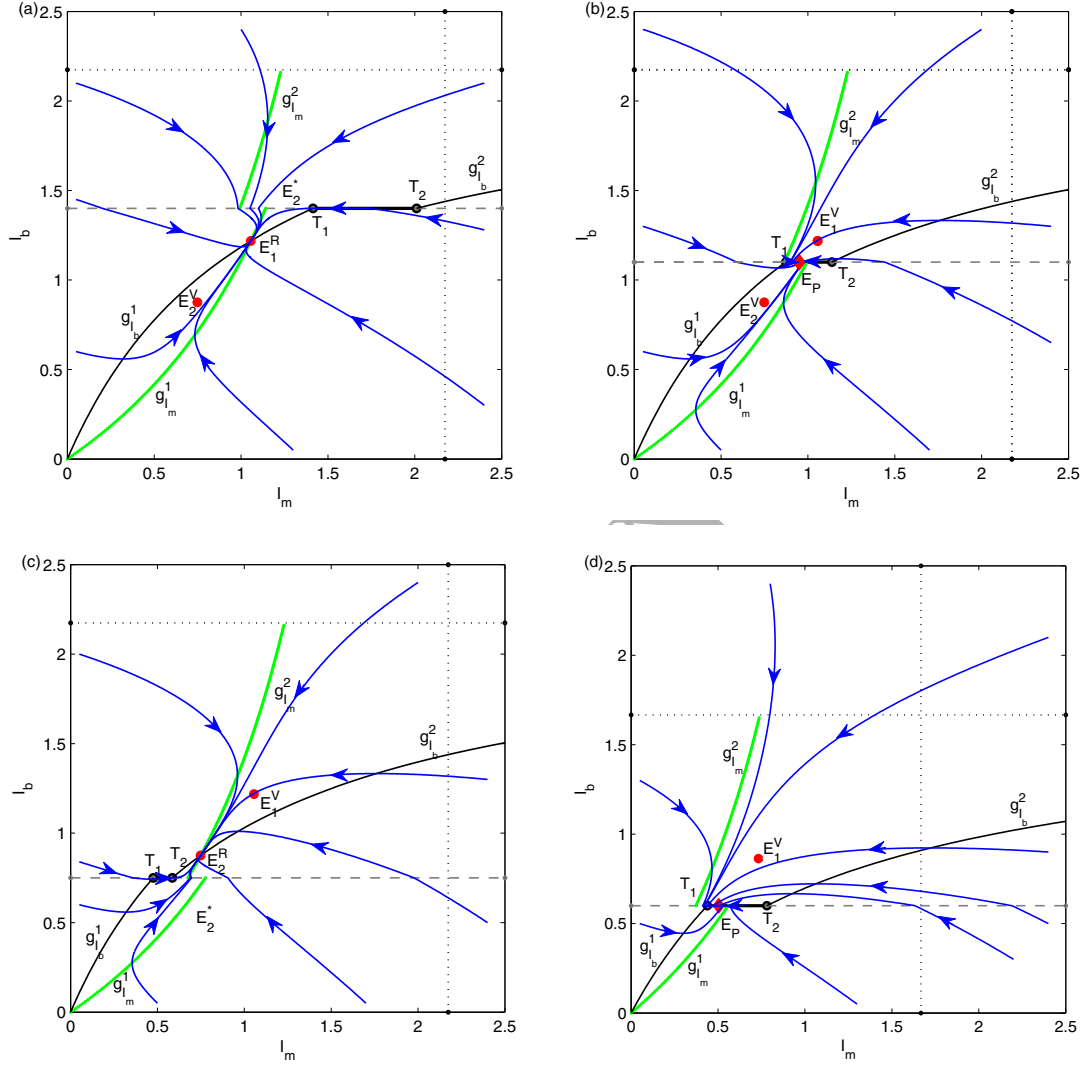 (a)
2.5
2
1.5
1
0.5
0
0 0.5 1 1.5 2 2.5
I_b
I_m
g^2_{I_m}
g^2_{I_b}
E^*_2
T_1
T_2
E^R_1
E^V_2
g^1_{I_b}
g^1_{I_m}
(b)
2.5
2
1.5
1
0.5
0
0 0.5 1 1.5 2 2.5
I_b
I_m
g^2_{I_m}
g^2_{I_b}
E^V_1
T_1
T_2
E_P
E^V_2
g^1_{I_b}
g^1_{I_m}
(c)
2.5
2
1.5
1
0.5
0
0 0.5 1 1.5 2 2.5
I_b
I_m
g^2_{I_m}
g^2_{I_b}
E^V_1
T_1
T_2
E^R_2
E^*_2
g^1_{I_b}
g^1_{I_m}
(d)
2.5
2
1.5
1
0.5
0
0 0.5 1 1.5 2 2.5
I_b
I_m
g^2_{I_m}
g^2_{I_b}
E^V_1
T_1
T_2
E_P
g^1_{I_b}
g^1_{I_m}